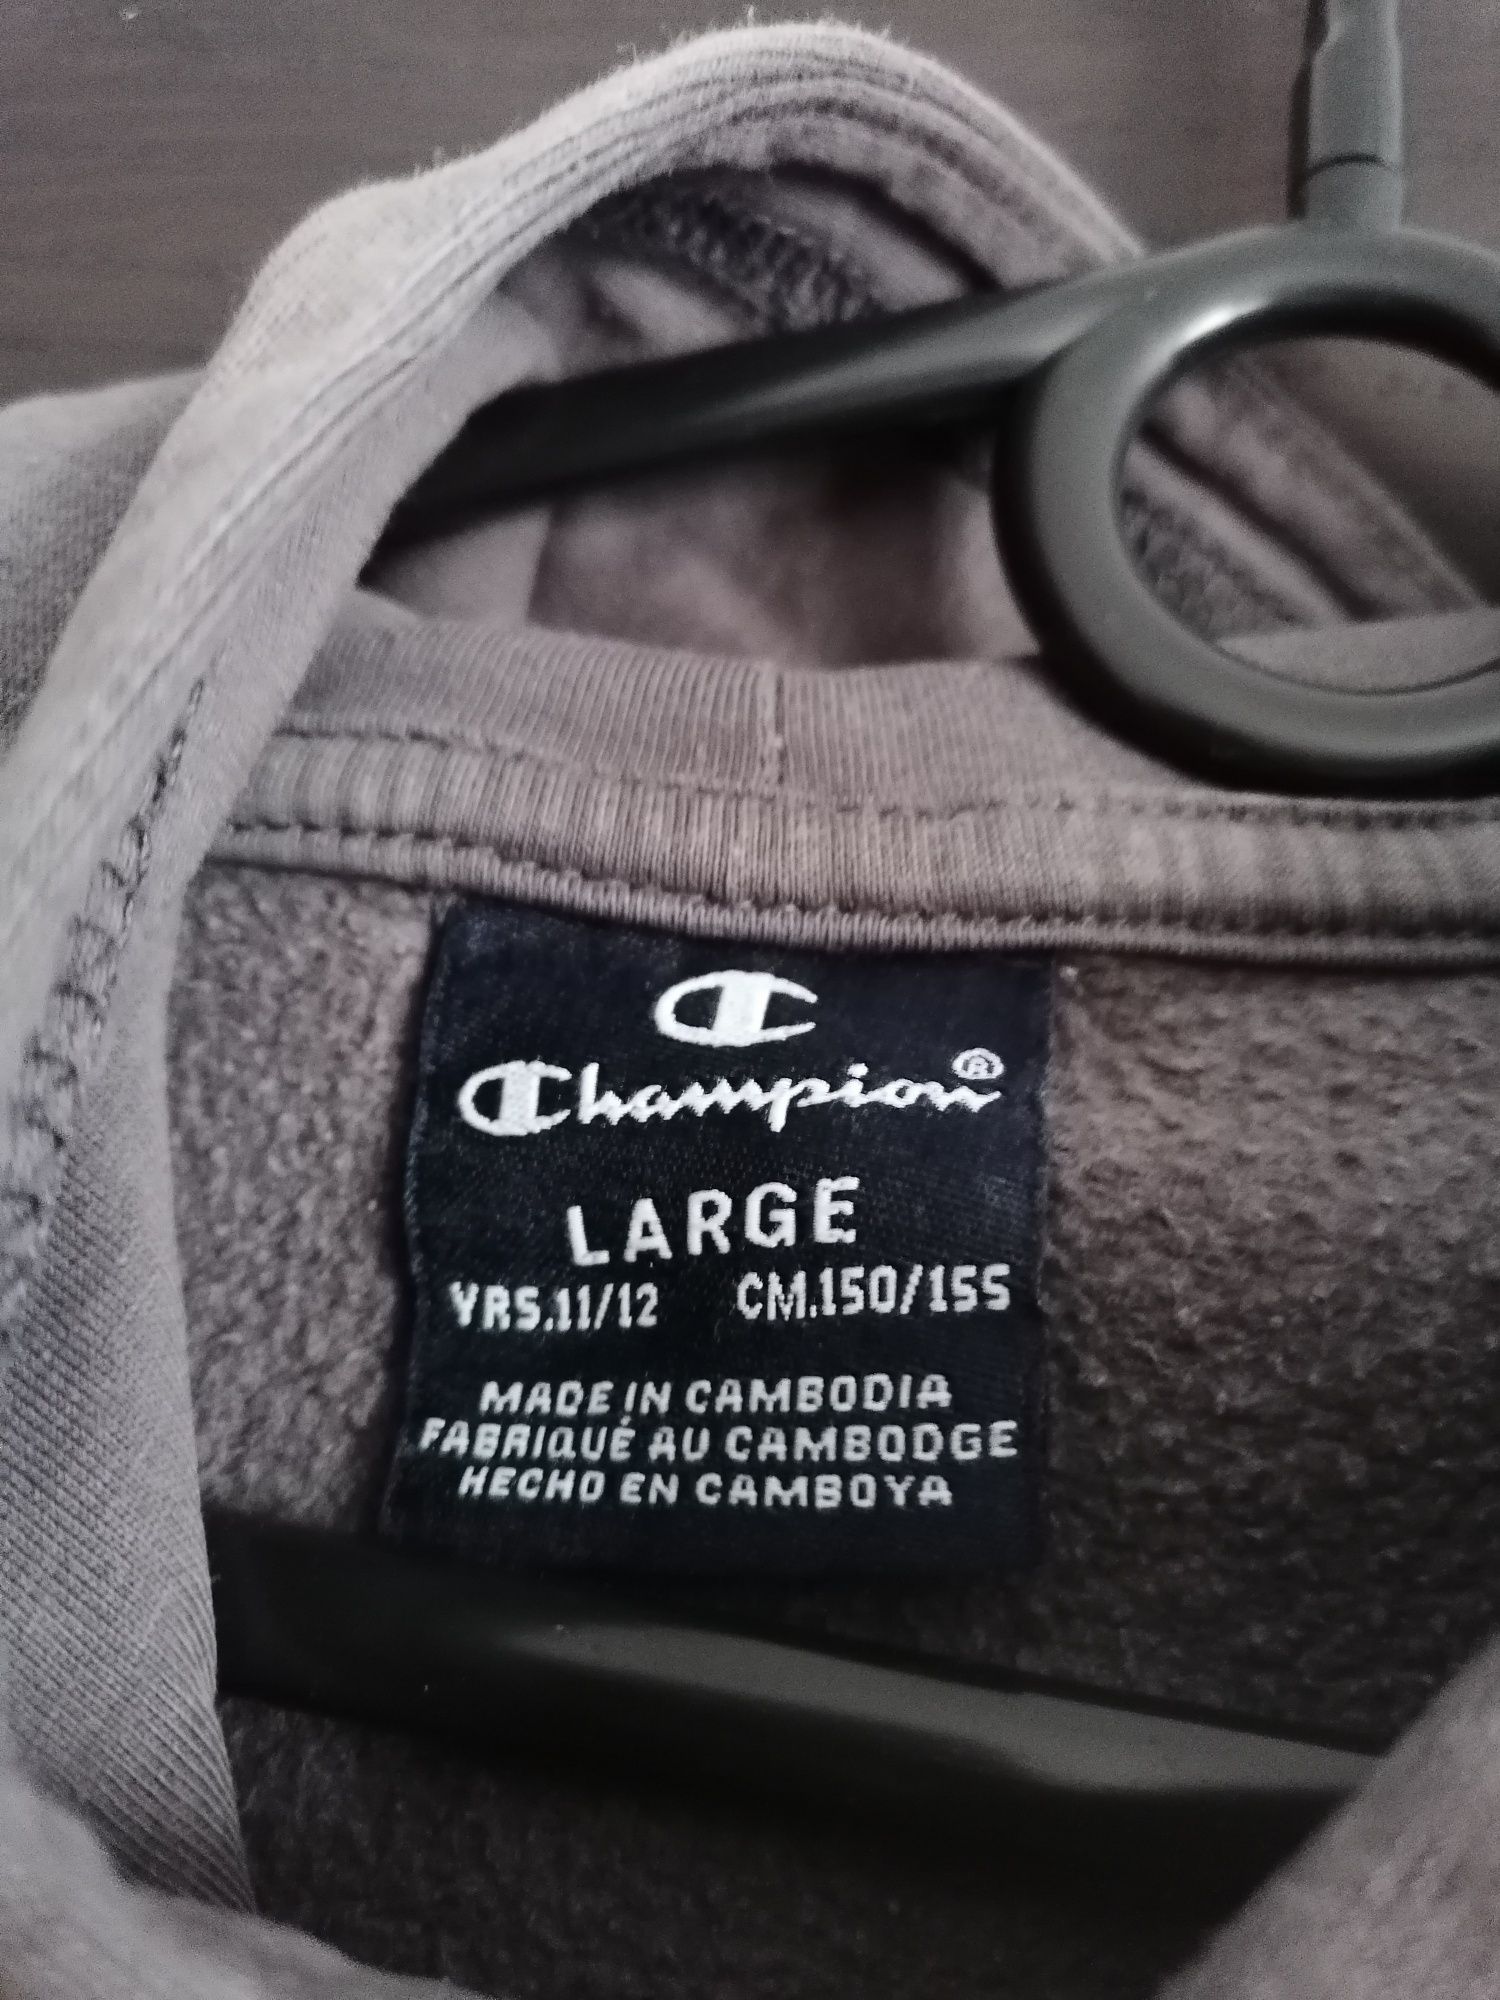 Champion®
LARGE
YRS.11/12 CM.150/155
MADE IN CAMBODIA
FABRIQUÉ AU CAMBODGE
HECHO EN CAMBOYA